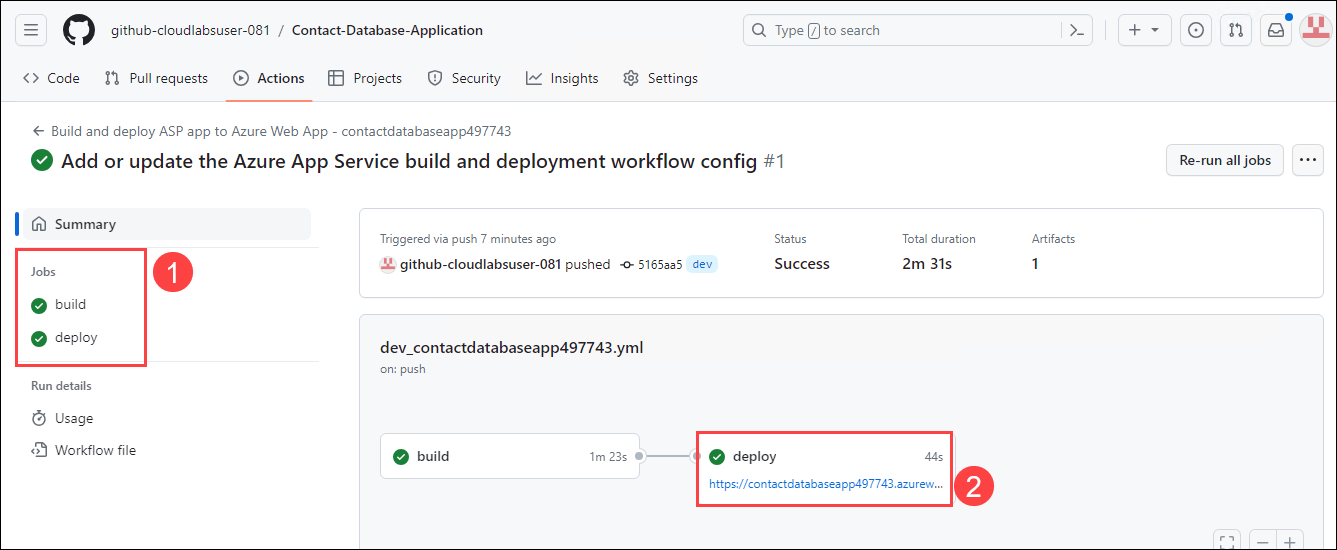 github-cloudlabsuser-081 / Contact-Database-Application
Type / to search
Code Pull requests Actions Projects Security Insights Settings
Build and deploy ASP app to Azure Web App - contactdatabaseapp497743
Add or update the Azure App Service build and deployment workflow config #1
Re-run all jobs
Summary
Jobs
1
build
deploy
Run details
Usage
Workflow file
Triggered via push 7 minutes ago
github-cloudlabsuser-081 pushed 5165aa5 dev
Status
Success
Total duration
2m 31s
Artifacts
1
dev_contactdatabaseapp497743.yml
on: push
build 1m 23s
deploy 44s
https://contactdatabaseapp497743.azurew...
2